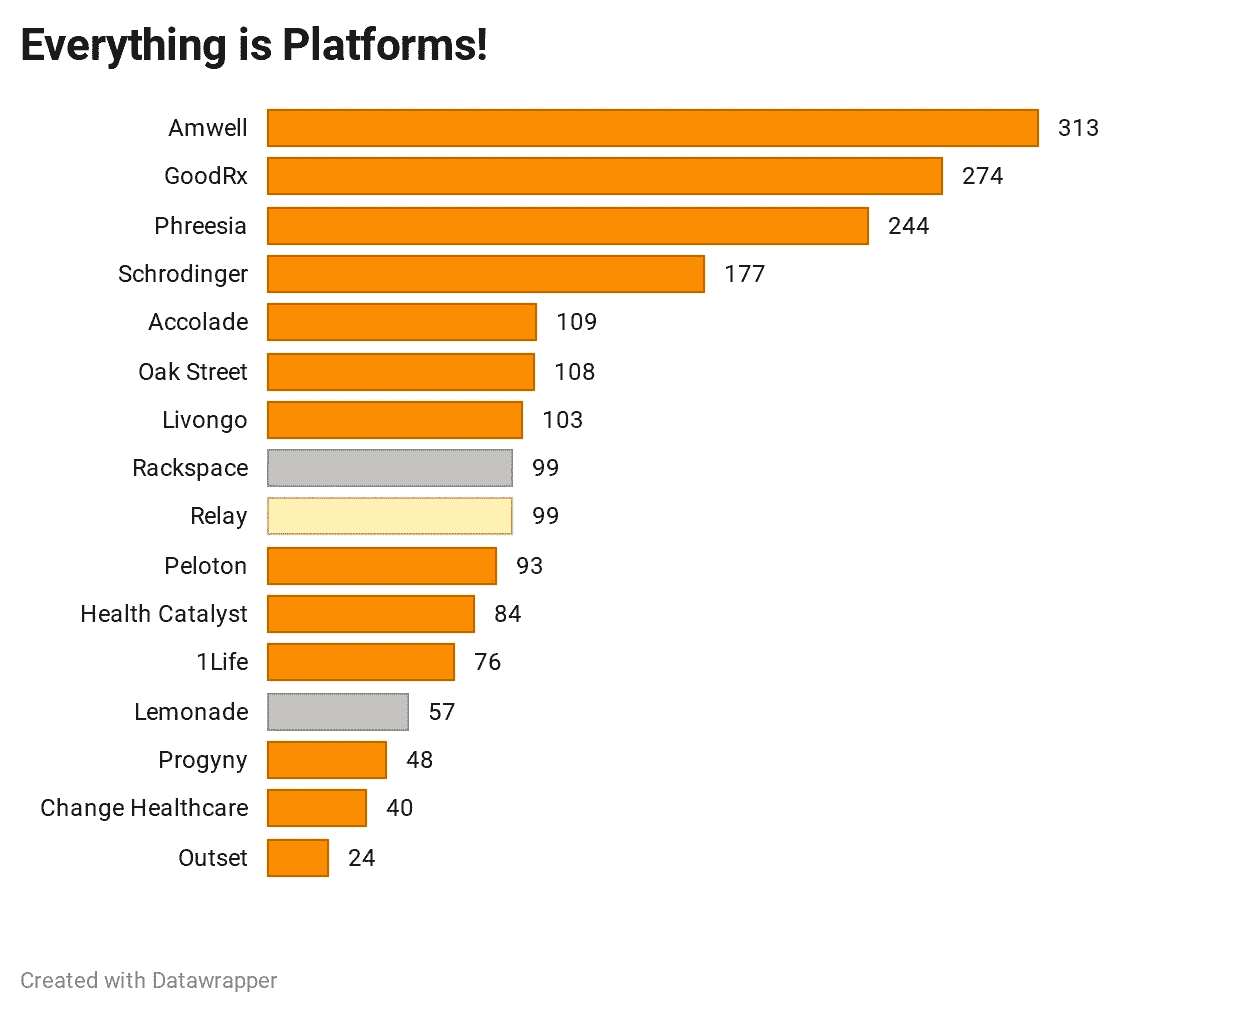 Everything is Platforms!
Amwell 313
GoodRx 274
Phreesia 244
Schrodinger 177
Accolade 109
Oak Street 108
Livongo 103
Rackspace 99
Relay 99
Peloton 93
Health Catalyst 84
1Life 76
Lemonade 57
Progyny 48
Change Healthcare 40
Outset 24
Created with Datawrapper